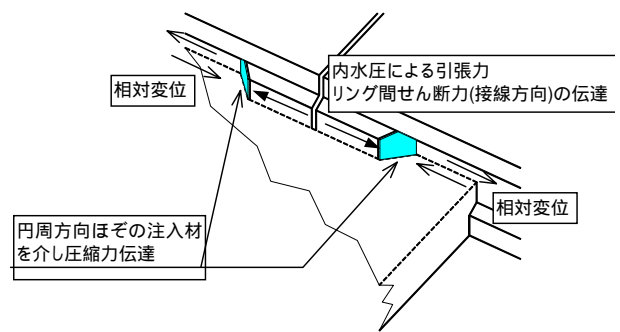 内水圧による引張力
リング間せん断力(接線方向)の伝達
相対変位
相対変位
円周方向ほぞの注入材
を介し圧縮力伝達